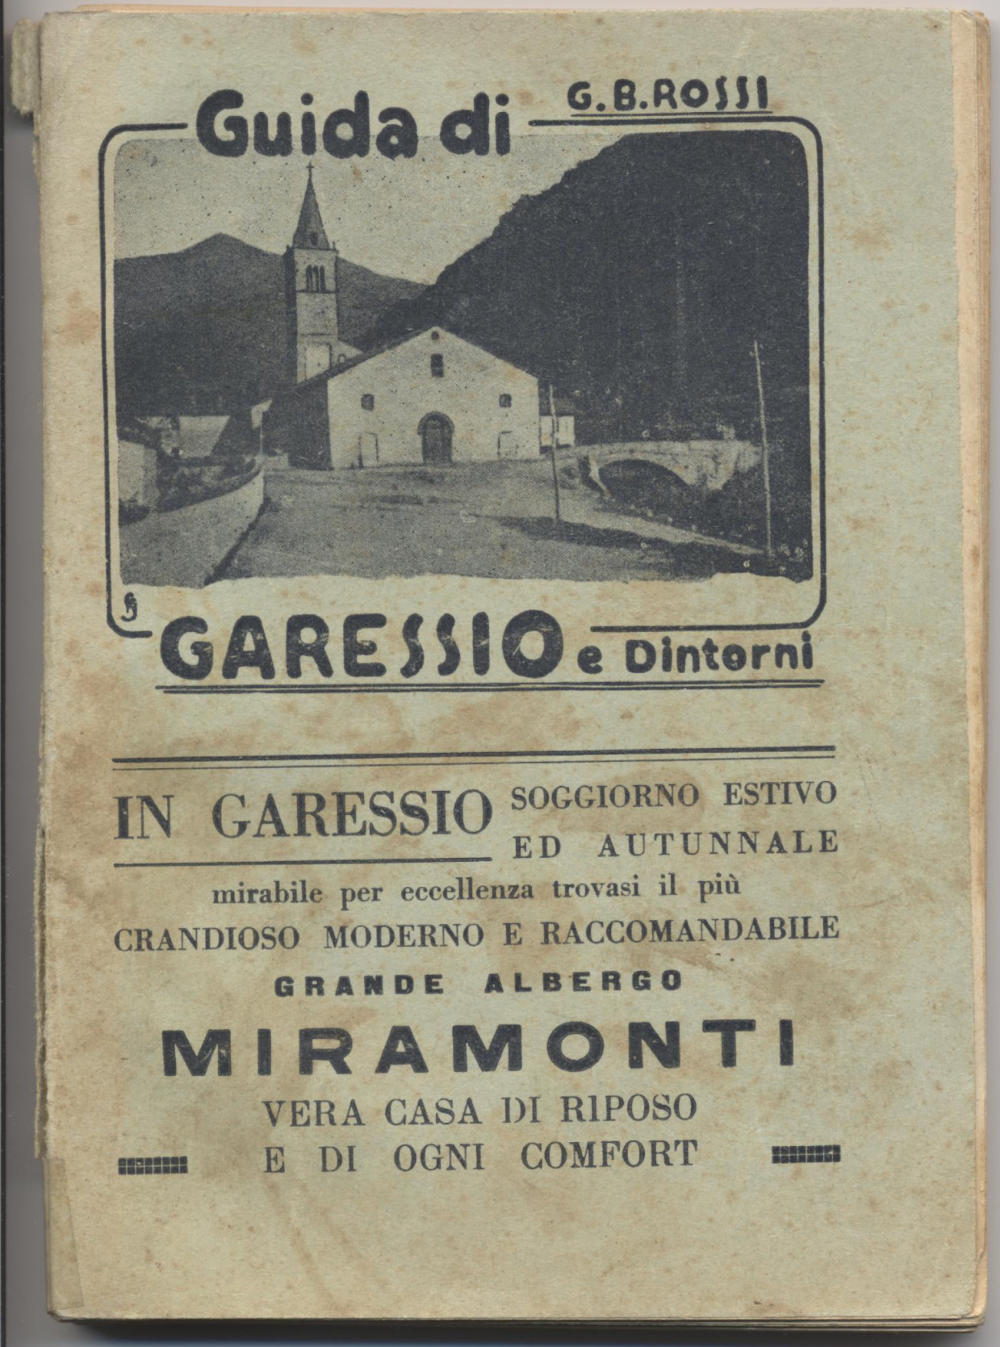 G. B. ROSSI
Guida di
GARESSIO e Dintorni
IN GARESSIO SOGGIORNO ESTIVO
ED AUTUNNALE
mirabile per eccellenza trovasi il più
GRANDIOSO MODERNO E RACCOMANDABILE
GRANDE ALBERGO
MIRAMONTI
VERA CASA DI RIPOSO
E DI OGNI COMFORT